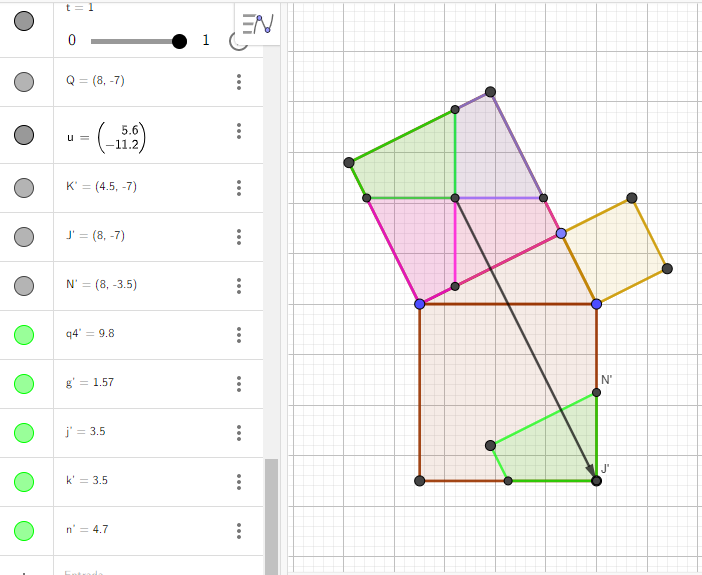 t = 1
0 1
Q = (8, -7)
u = ( 5.6
−11.2 )
K' = (4.5, -7)
J' = (8, -7)
N' = (8, -3.5)
q4' = 9.8
g' = 1.57
j' = 3.5
k' = 3.5
n' = 4.7
Entrada
N'
J'